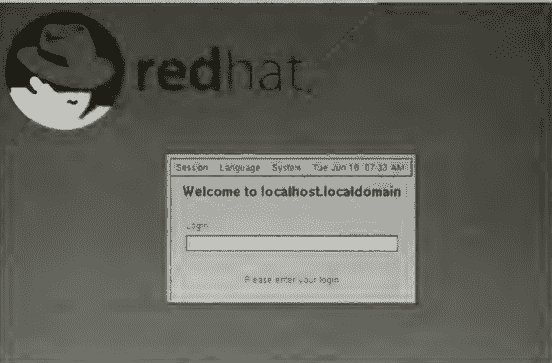 redhat.
Session Language System Tue Jun 18 07:33 AM
Welcome to localhost.localdomain
Login
Please enter your login